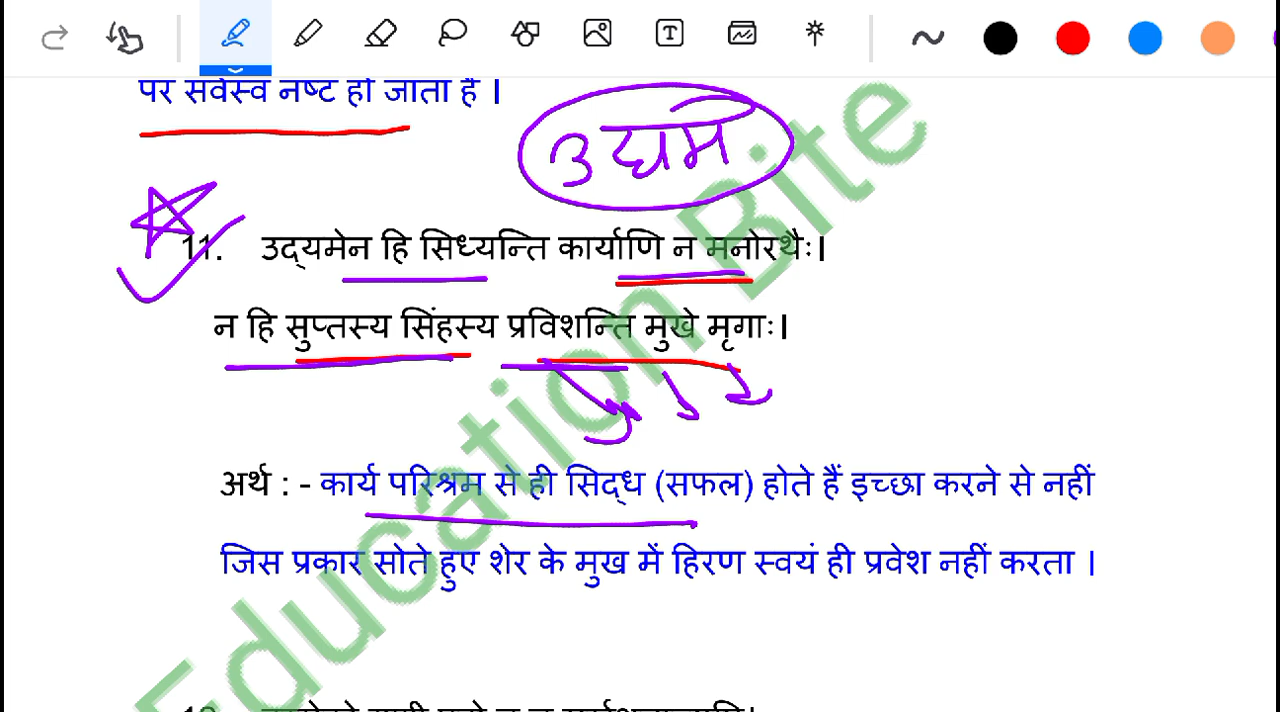 पर सर्वस्व नष्ट हो जाता है ।
उद्यमे
11. उद्यमेन हि सिध्यन्ति कार्याणि न मनोरथैः।
न हि सुप्तस्य सिंहस्य प्रविशन्ति मुखे मृगाः।
अर्थ : - कार्य परिश्रम से ही सिद्ध (सफल) होते हैं इच्छा करने से नहीं
जिस प्रकार सोते हुए शेर के मुख में हिरण स्वयं ही प्रवेश नहीं करता ।
Education Bite